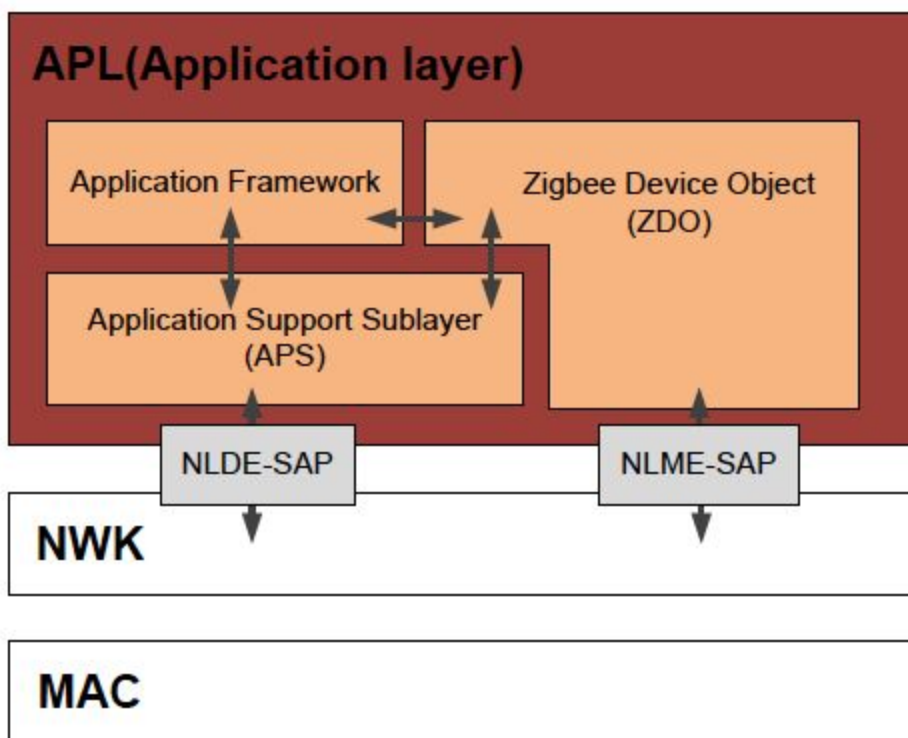 APL(Application layer)
Application Framework
Zigbee Device Object
(ZDO)
Application Support Sublayer
(APS)
NLDE-SAP
NLME-SAP
NWK
MAC